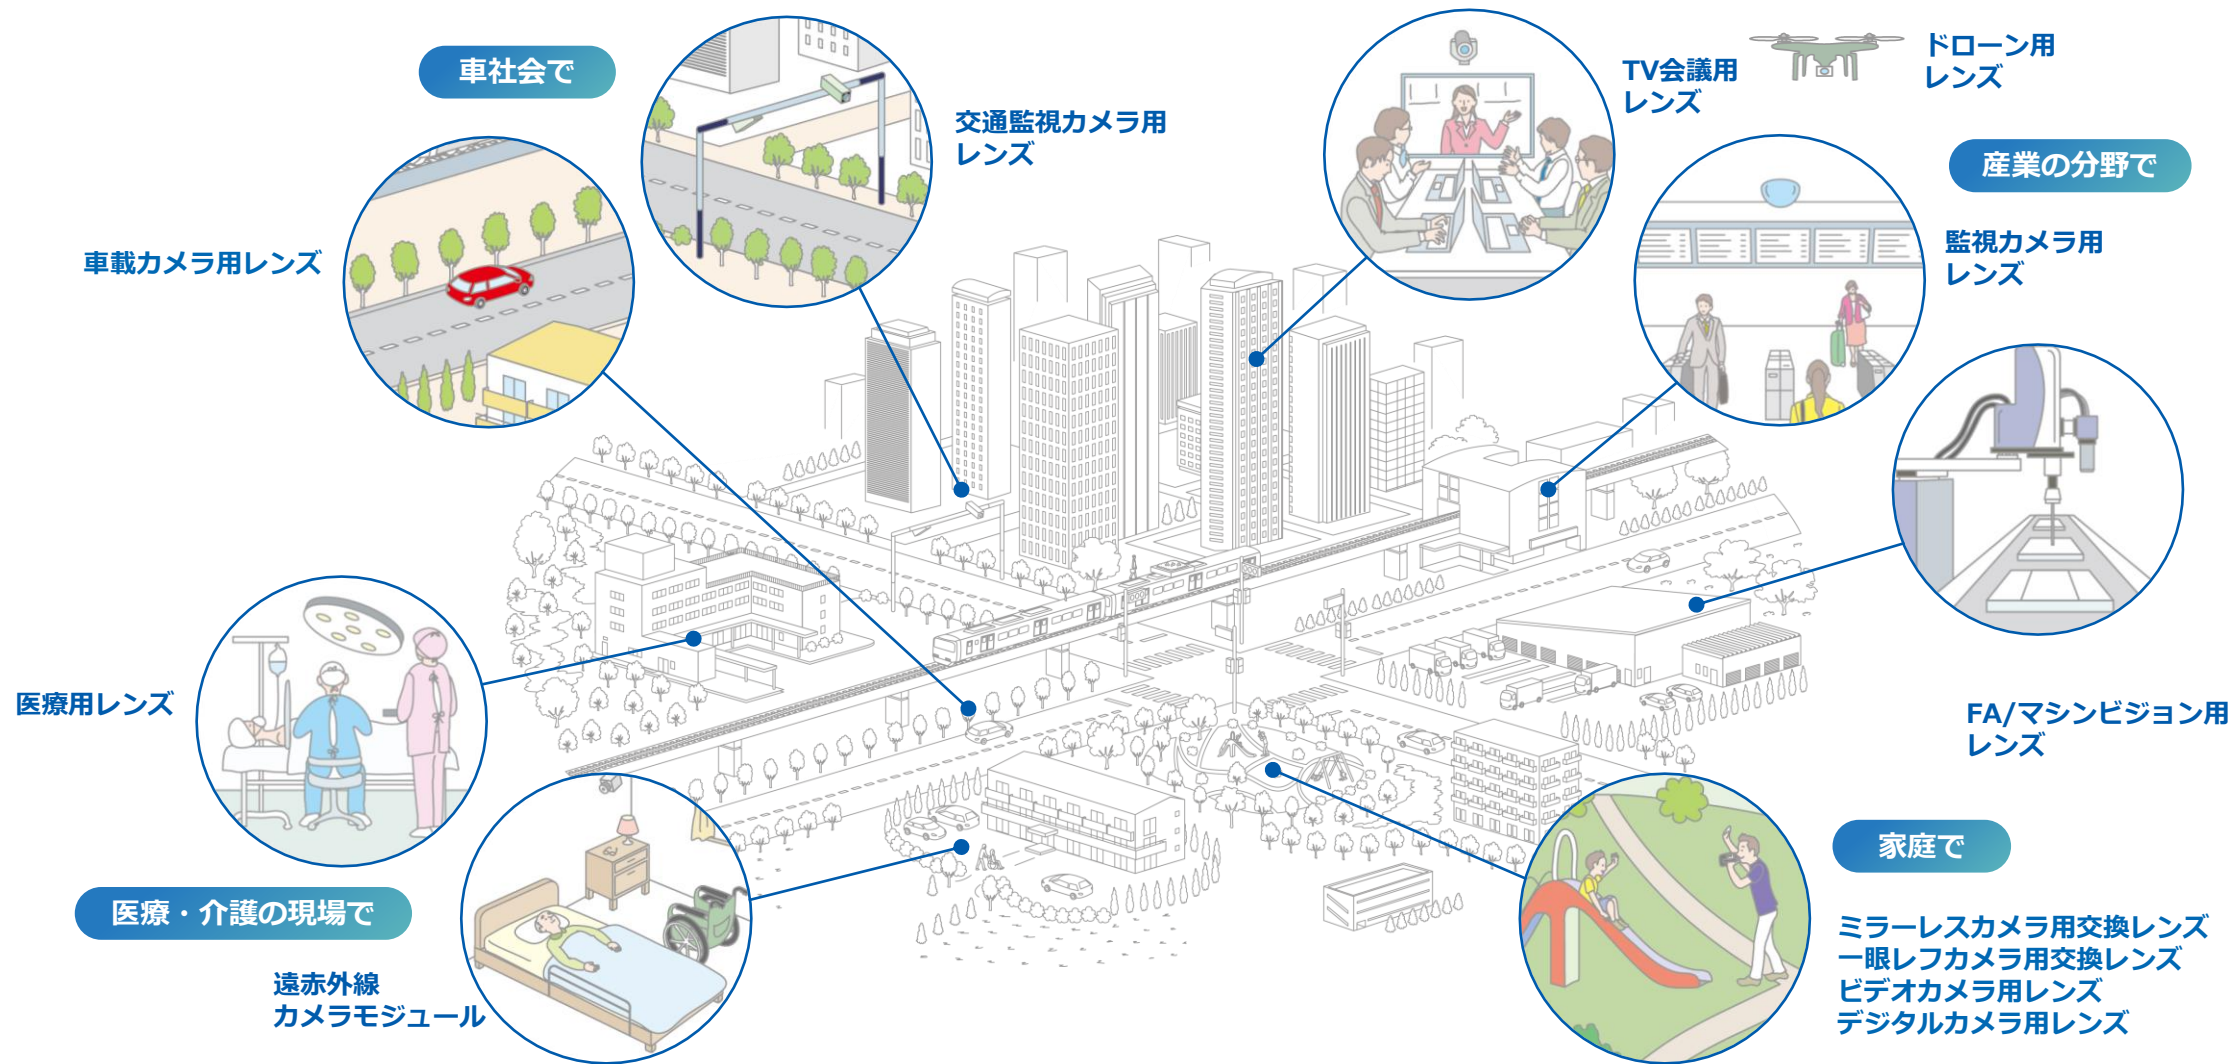 車社会で
交通監視カメラ用
レンズ
車載カメラ用レンズ
TV会議用
レンズ
ドローン用
レンズ
産業の分野で
監視カメラ用
レンズ
FA/マシンビジョン用
レンズ
医療用レンズ
医療・介護の現場で
遠赤外線
カメラモジュール
家庭で
ミラーレスカメラ用交換レンズ
一眼レフカメラ用交換レンズ
ビデオカメラ用レンズ
デジタルカメラ用レンズ